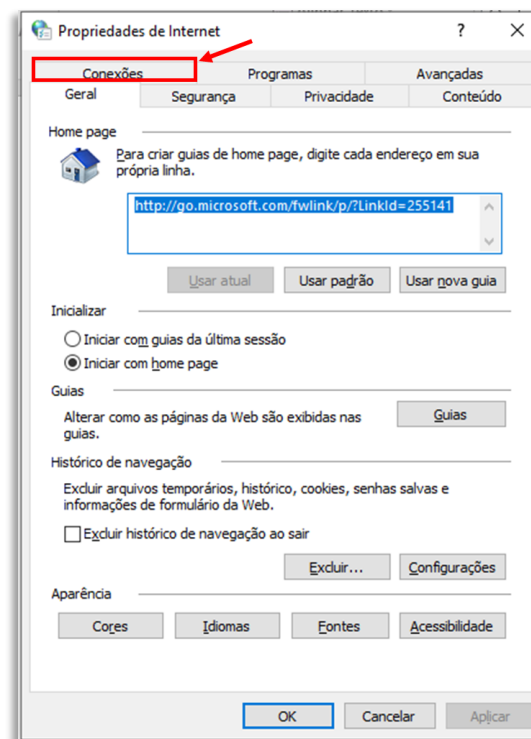 Propriedades de Internet ? X
Conexões Programas Avançadas
Geral Segurança Privacidade Conteúdo
Home page
Para criar guias de home page, digite cada endereço em sua
própria linha.
http://go.microsoft.com/fwlink/p/?LinkId=255141
Usar atual Usar padrão Usar nova guia
Inicializar
Iniciar com guias da última sessão
Iniciar com home page
Guias
Alterar como as páginas da Web são exibidas nas
guias.
Guias
Histórico de navegação
Excluir arquivos temporários, histórico, cookies, senhas salvas e
informações de formulário da Web.
Excluir histórico de navegação ao sair
Excluir... Configurações
Aparência
Cores Idiomas Fontes Acessibilidade
OK Cancelar Aplicar